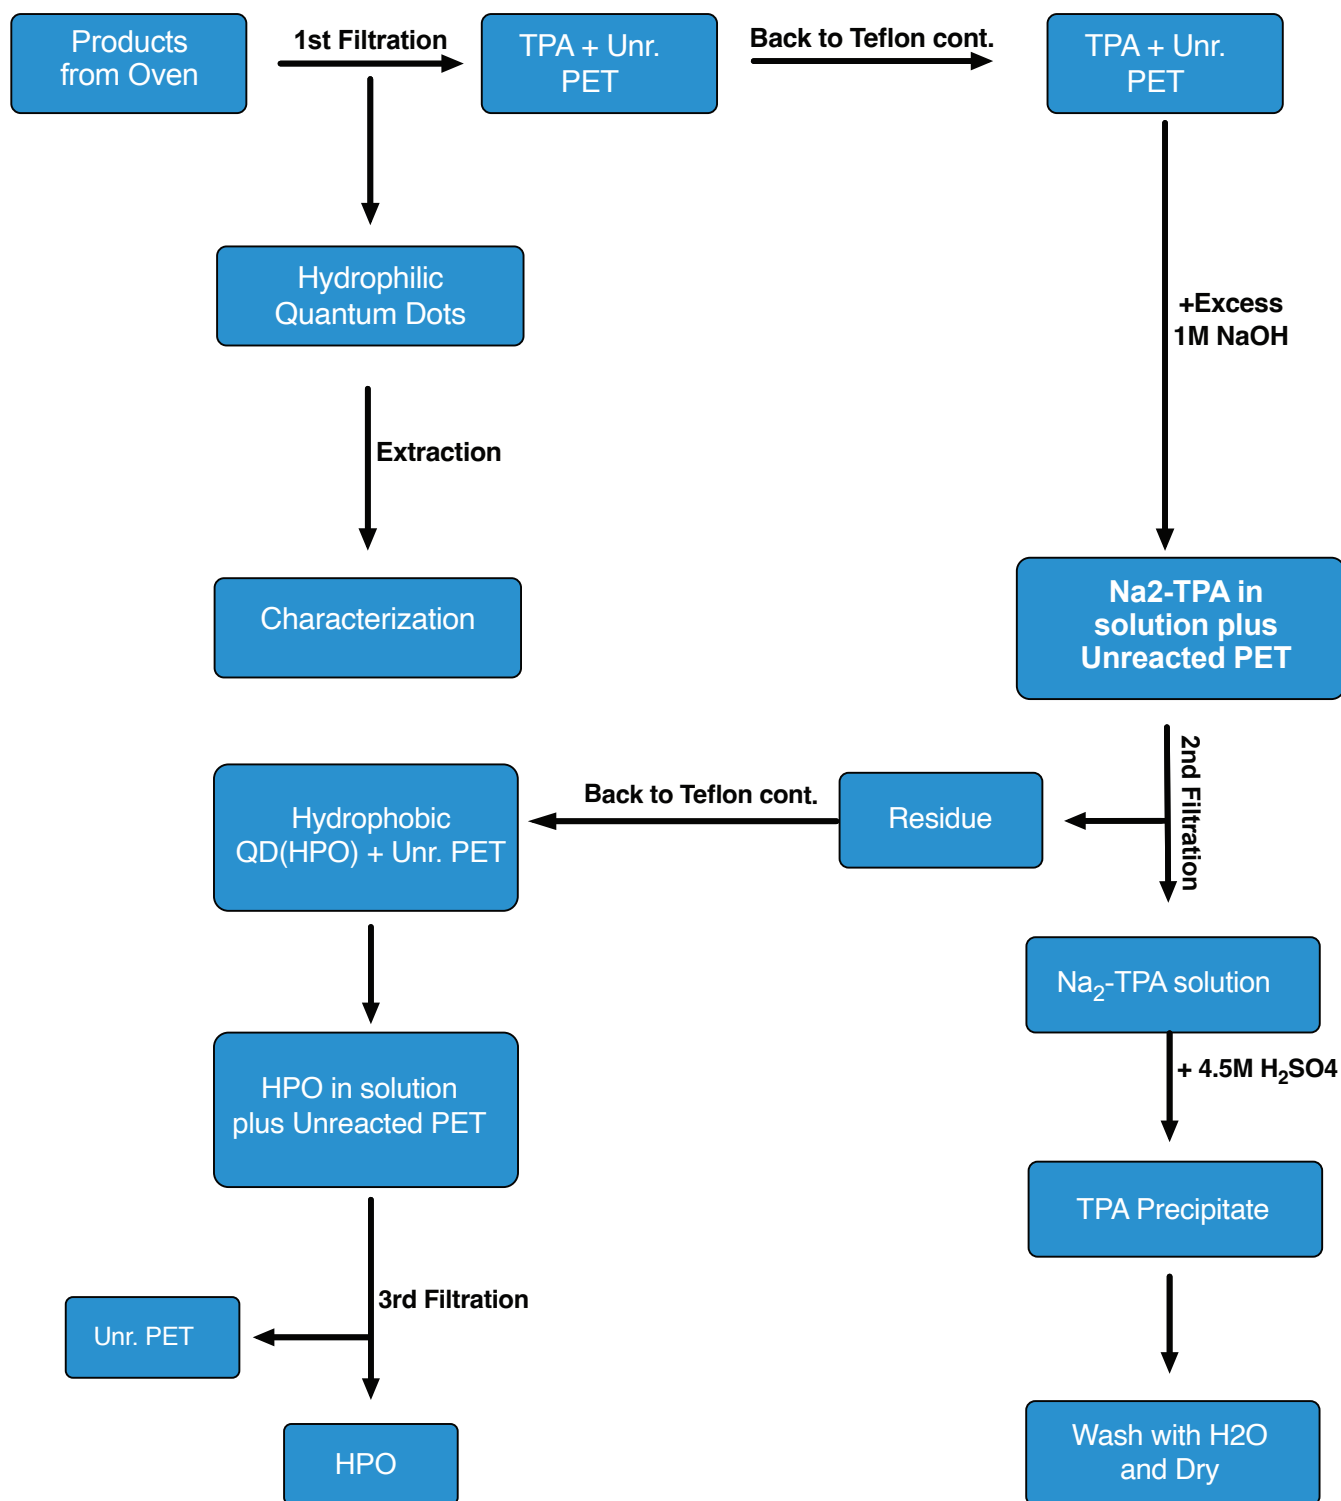 Products
from Oven
1st Filtration
TPA + Unr.
PET
Back to Teflon cont.
TPA + Unr.
PET
Hydrophilic
Quantum Dots
+Excess
1M NaOH
Extraction
Characterization
Na2-TPA in
solution plus
Unreacted PET
2nd Filtration
Residue
Back to Teflon cont.
Hydrophobic
QD(HPO) + Unr. PET
Na₂-TPA solution
+ 4.5M H₂SO4
HPO in solution
plus Unreacted PET
TPA Precipitate
3rd Filtration
Unr. PET
HPO
Wash with H2O
and Dry